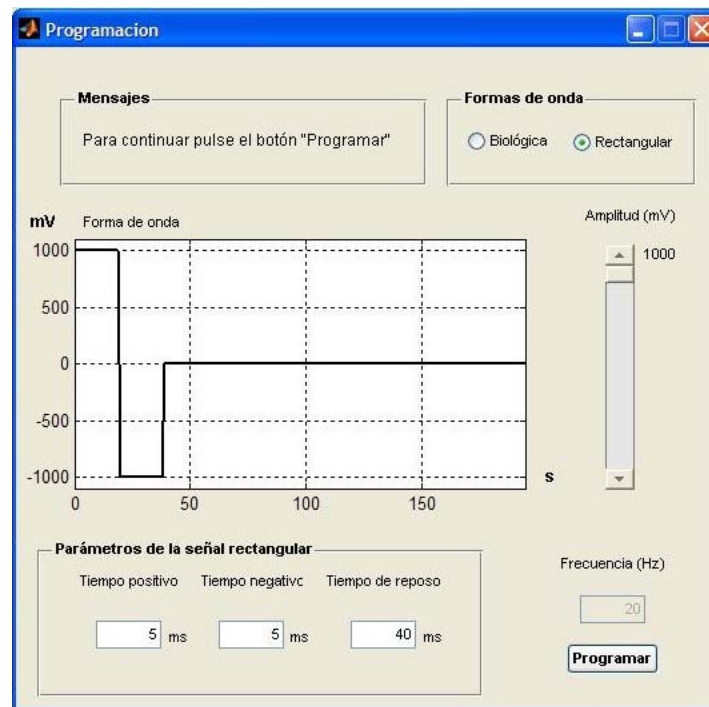 Programacion
Mensajes
Para continuar pulse el botón "Programar"
Formas de onda
Biológica
Rectangular
mV
Forma de onda
1000
500
0
-500
-1000
0
50
100
150
s
Amplitud (mV)
1000
Parámetros de la señal rectangular
Tiempo positivo
Tiempo negativo
Tiempo de reposo
5 ms
5 ms
40 ms
Frecuencia (Hz)
20
Programar